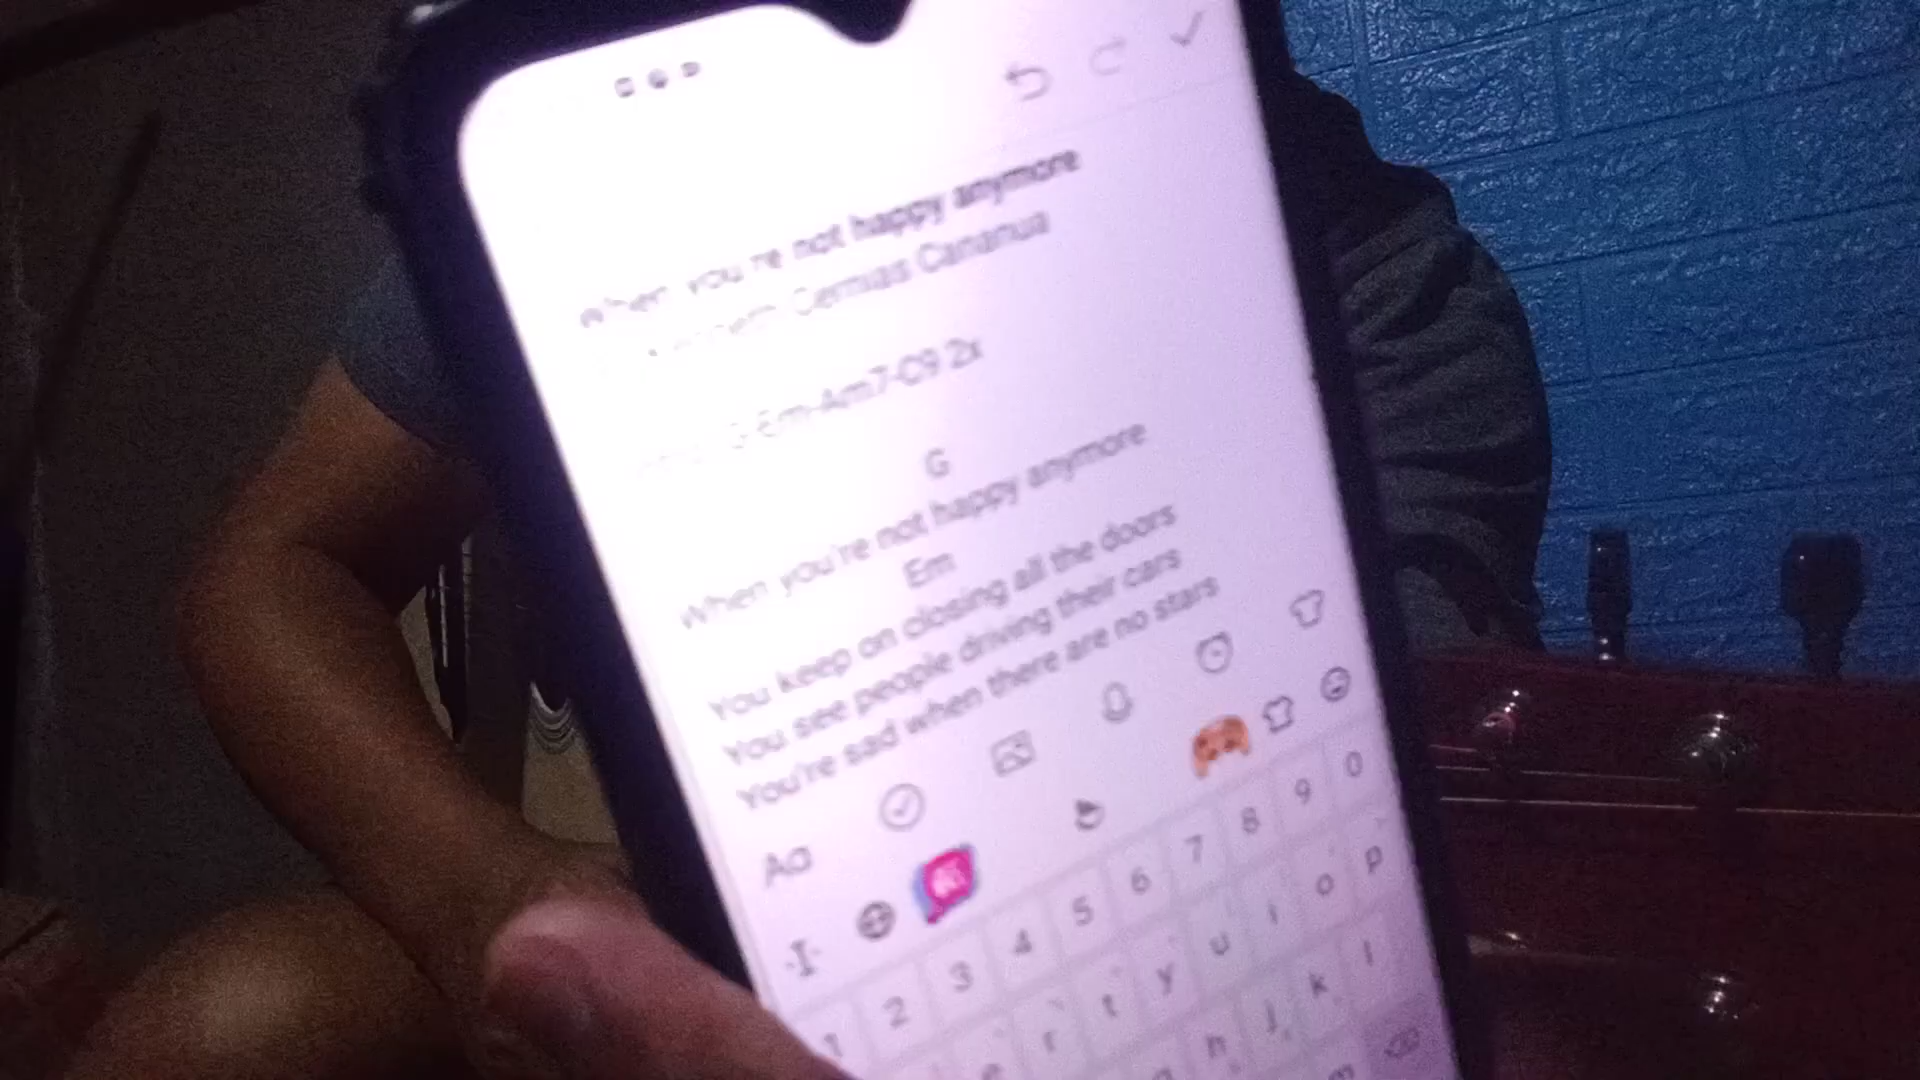 When you're not happy anymore
Cermias Cananua
G-Em-Am7-C9 2x
G
When you're not happy anymore
Em
You keep on closing all the doors
You see people driving their cars
You're sad when there are no stars
Aa
1 2 3 4 5 6 7 8 9 0
e r t y u i o p
h j k l
m